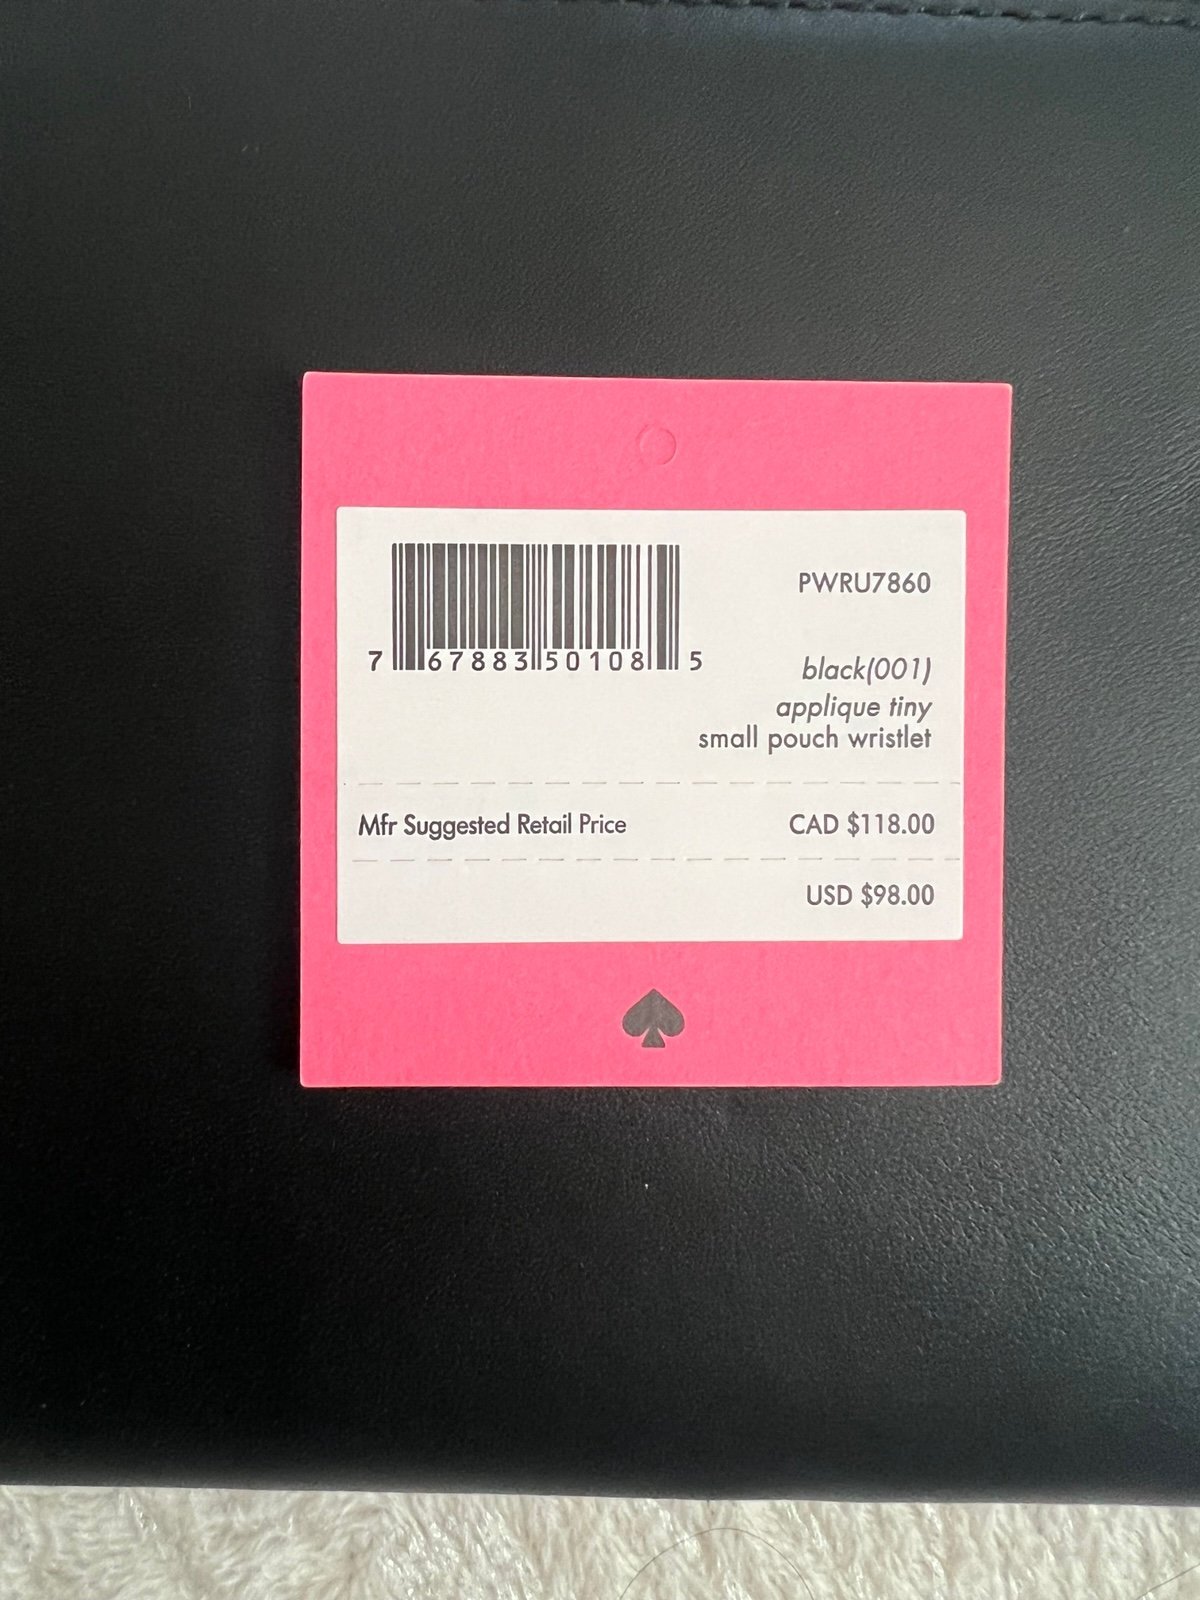 PWRU7860
7 67883 50108 5
black(001)
applique tiny
small pouch wristlet
Mfr Suggested Retail Price CAD $118.00
USD $98.00